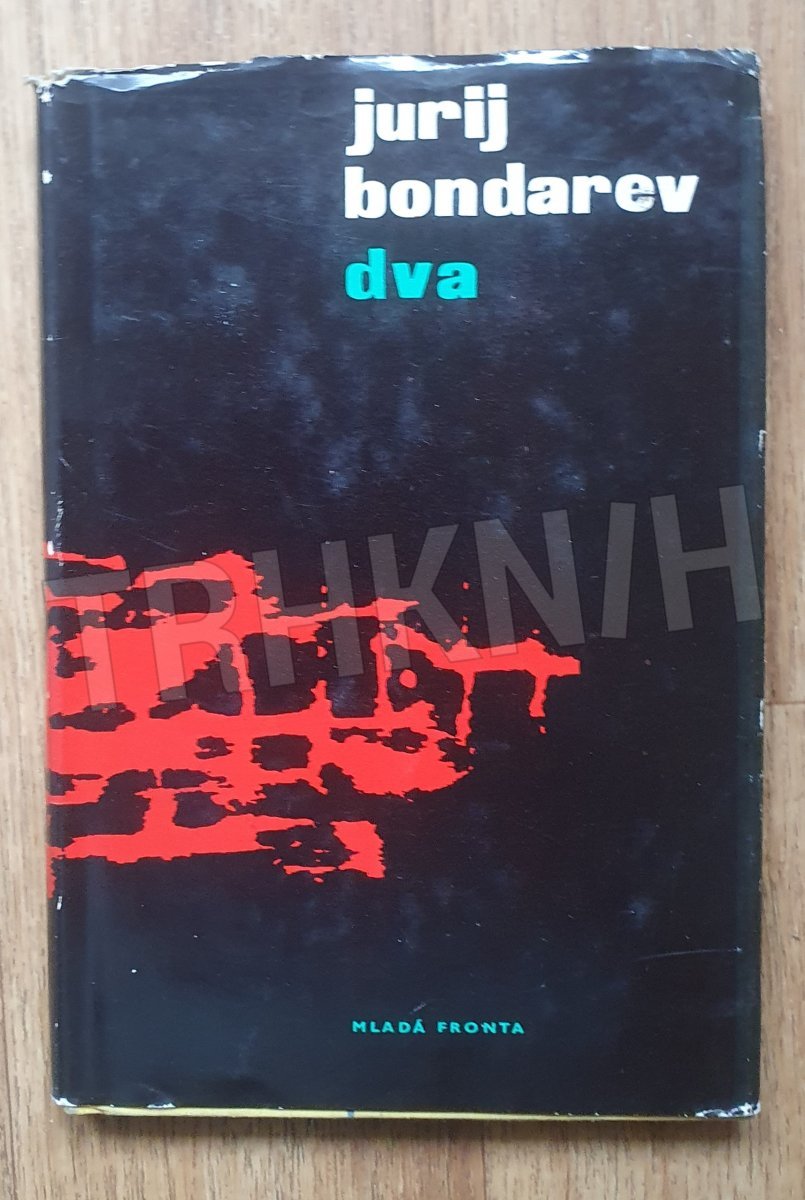 jurij
bondarev
dva
TRHKNIH
MLADÁ FRONTA